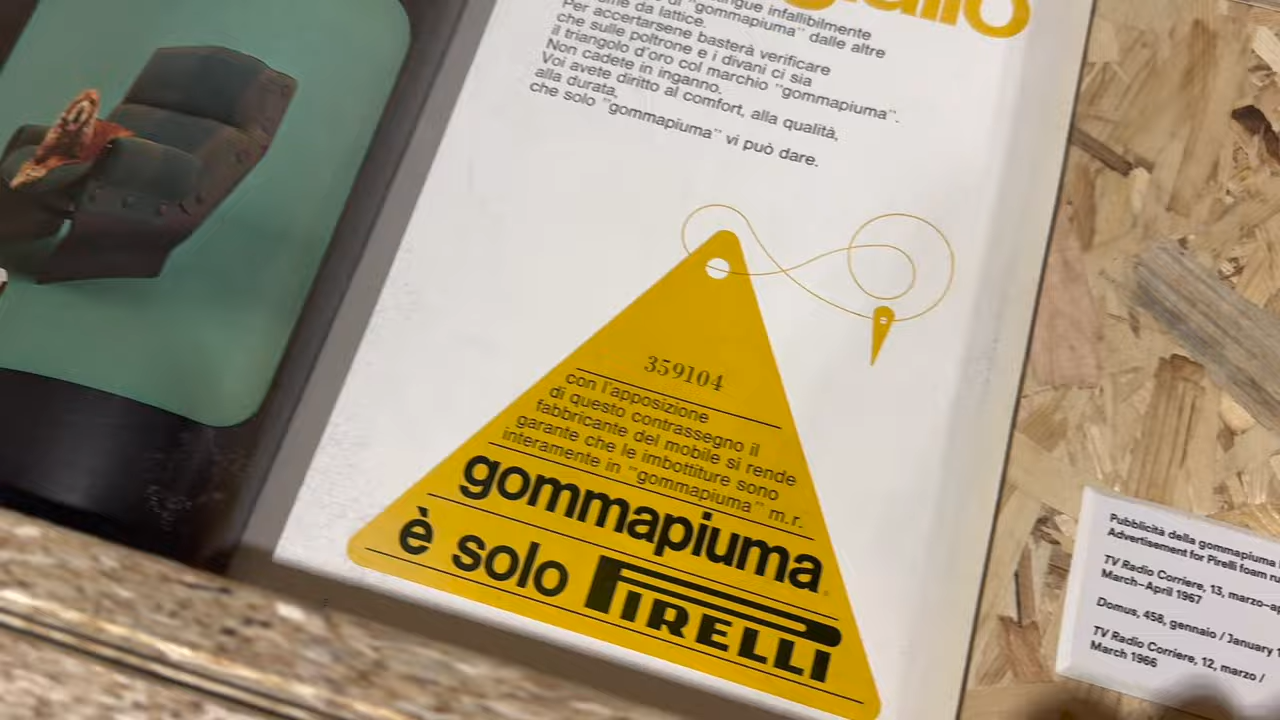 infallibilmente
"gommapiuma" dalle altre
da lattice.
Per accertarsene basterà verificare
che sulle poltrone e i divani ci sia
il triangolo d'oro col marchio "gommapiuma".
Non cadete in inganno.
Voi avete diritto al comfort, alla qualità,
alla durata,
che solo "gommapiuma" vi può dare.
359104
con l'apposizione
di questo contrassegno il
fabbricante del mobile si rende
garante che le imbottiture sono
interamente in "gommapiuma" m.r.
gommapiuma
è solo PIRELLI
Pubblicità della gommapiuma
Advertisement for Pirelli foam
TV Radio Corriere, 13, marzo-
March–April 1967
Domus, 458, gennaio / January
TV Radio Corriere, 12, marzo /
March 1966